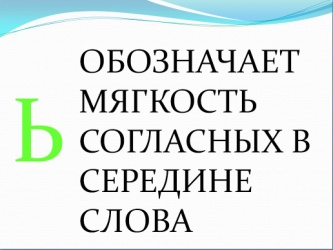 Ь
ОБОЗНАЧАЕТ
МЯГКОСТЬ
СОГЛАСНЫХ В
СЕРЕДИНЕ
СЛОВА